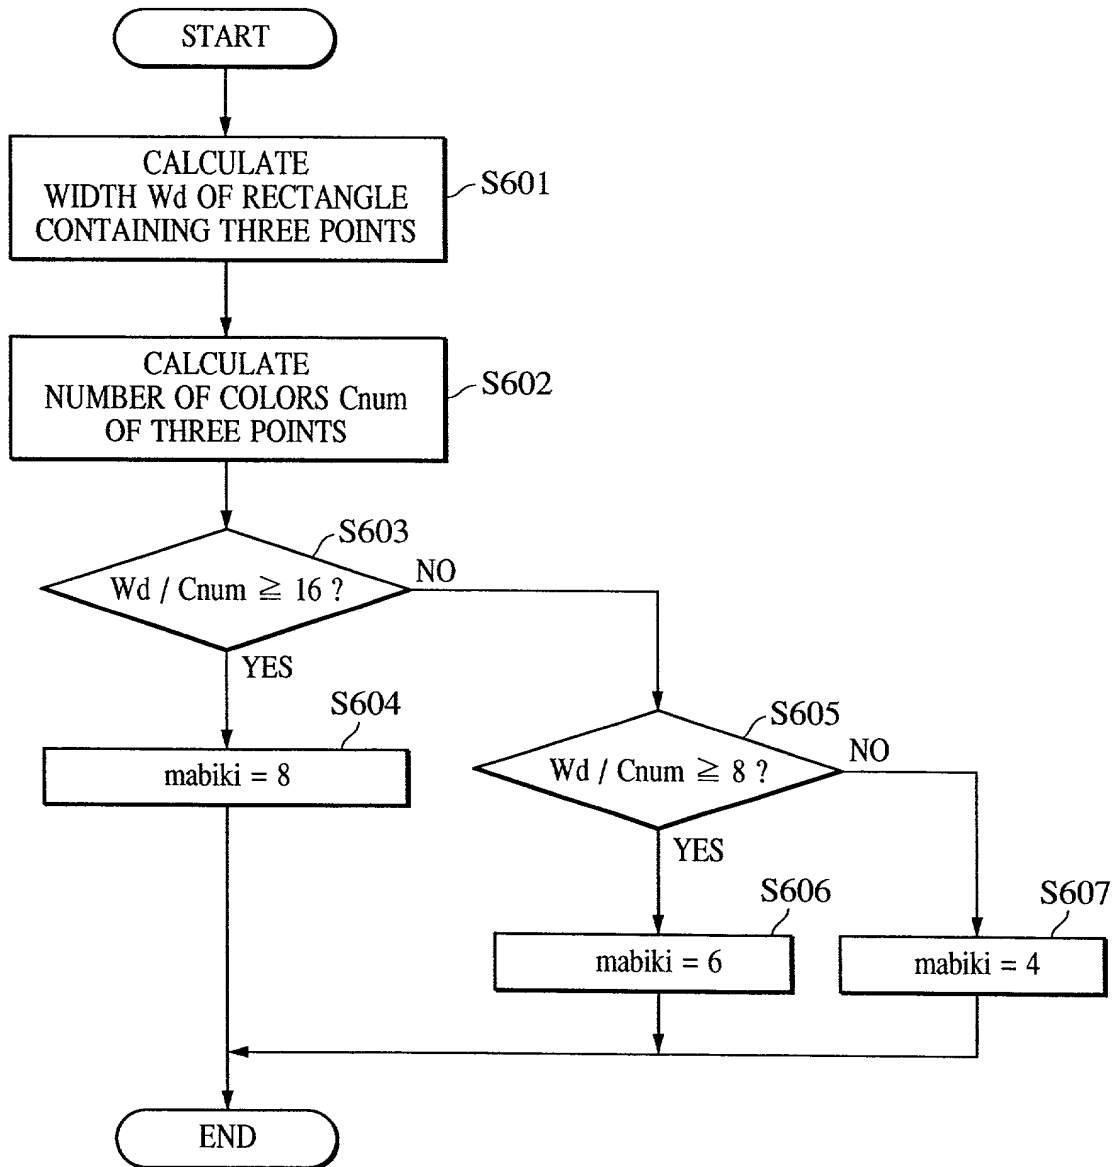 START
CALCULATE
WIDTH Wd OF RECTANGLE
CONTAINING THREE POINTS
S601
CALCULATE
NUMBER OF COLORS Cnum
OF THREE POINTS
S602
S603
Wd / Cnum ≧ 16 ?
NO
YES
S604
mabiki = 8
S605
Wd / Cnum ≧ 8 ?
NO
YES
S606
mabiki = 6
S607
mabiki = 4
END